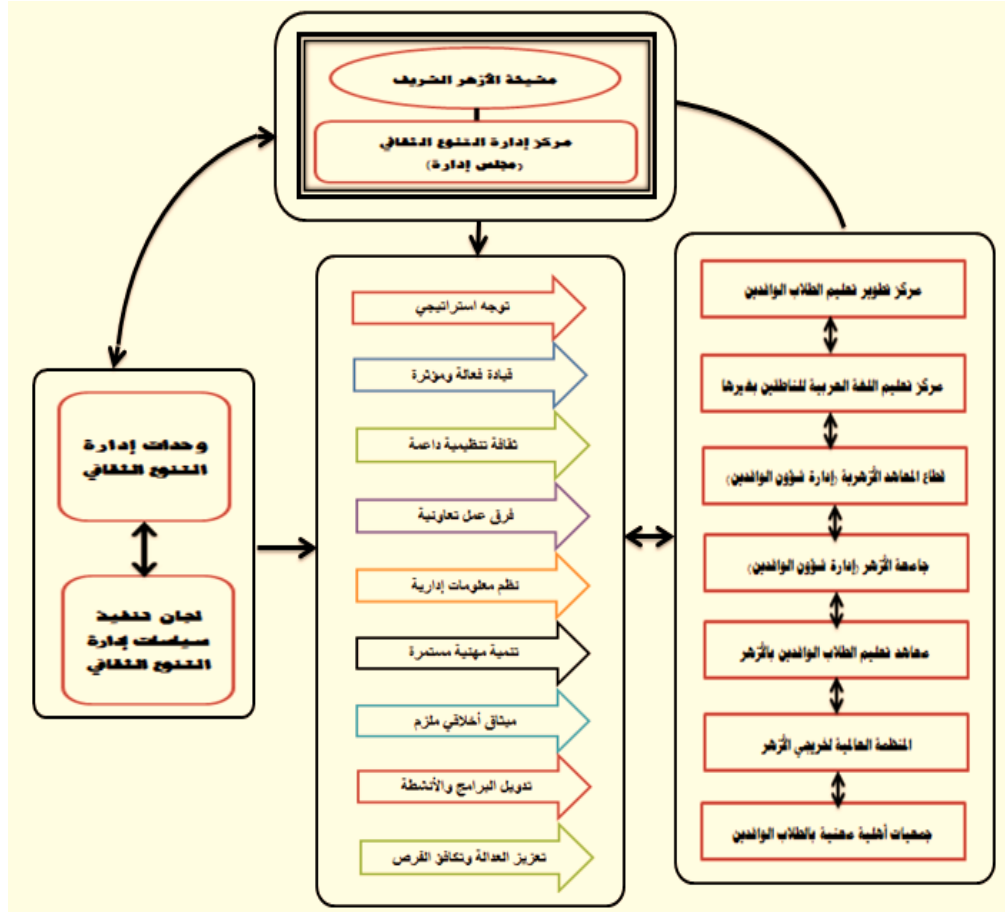 مشيخة الأزهر الشريف
مركز إدارة التنوع الثقافي
(مجلس إدارة)
مركز تطوير تعليم الطلاب الوافدين
مركز تعليم اللغة العربية للناطقين بغيرها
قطاع المعاهد الأزهرية (إدارة شؤون الوافدين)
جامعة الأزهر (إدارة شؤون الوافدين)
معاهد تعليم الطلاب الوافدين بالأزهر
المنظمة العالمية لخريجي الأزهر
جمعيات أهلية معنية بالطلاب الوافدين
توجه استراتيجي
قيادة فعالة ومؤثرة
ثقافة تنظيمية داعمة
فرق عمل تعاونية
نظم معلومات إدارية
تنمية مهنية مستمرة
ميثاق أخلاقي ملزم
تدويل البرامج والأنشطة
تعزيز العدالة وتكافؤ الفرص
وحدات إدارة
التنوع الثقافي
لجان تنفيذ
سياسات إدارة
التنوع الثقافي